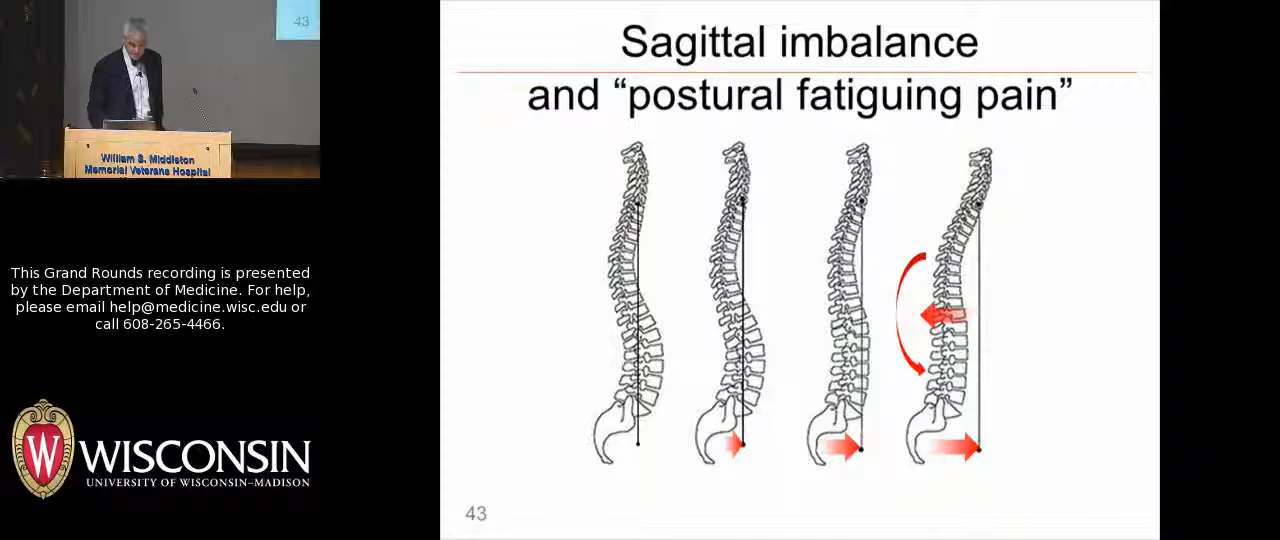 43
William S. Middleton
Memorial Veterans Hospital
This Grand Rounds recording is presented
by the Department of Medicine. For help,
please email help@medicine.wisc.edu or
call 608-265-4466.
W
WISCONSIN
UNIVERSITY OF WISCONSIN–MADISON
Sagittal imbalance
and “postural fatiguing pain”
43